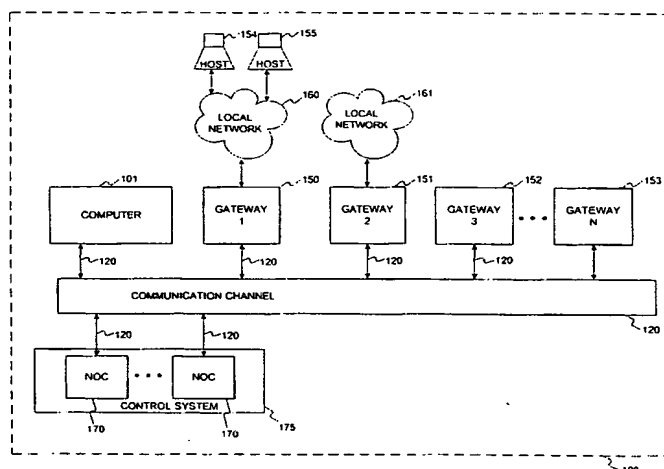 154
155
HOST
HOST
160
161
LOCAL
NETWORK
LOCAL
NETWORK
101
150
151
152
153
COMPUTER
GATEWAY
1
GATEWAY
2
GATEWAY
3
GATEWAY
N
120
120
120
120
COMMUNICATION CHANNEL
120
120
120
NOC
NOC
CONTROL SYSTEM
170
170
175